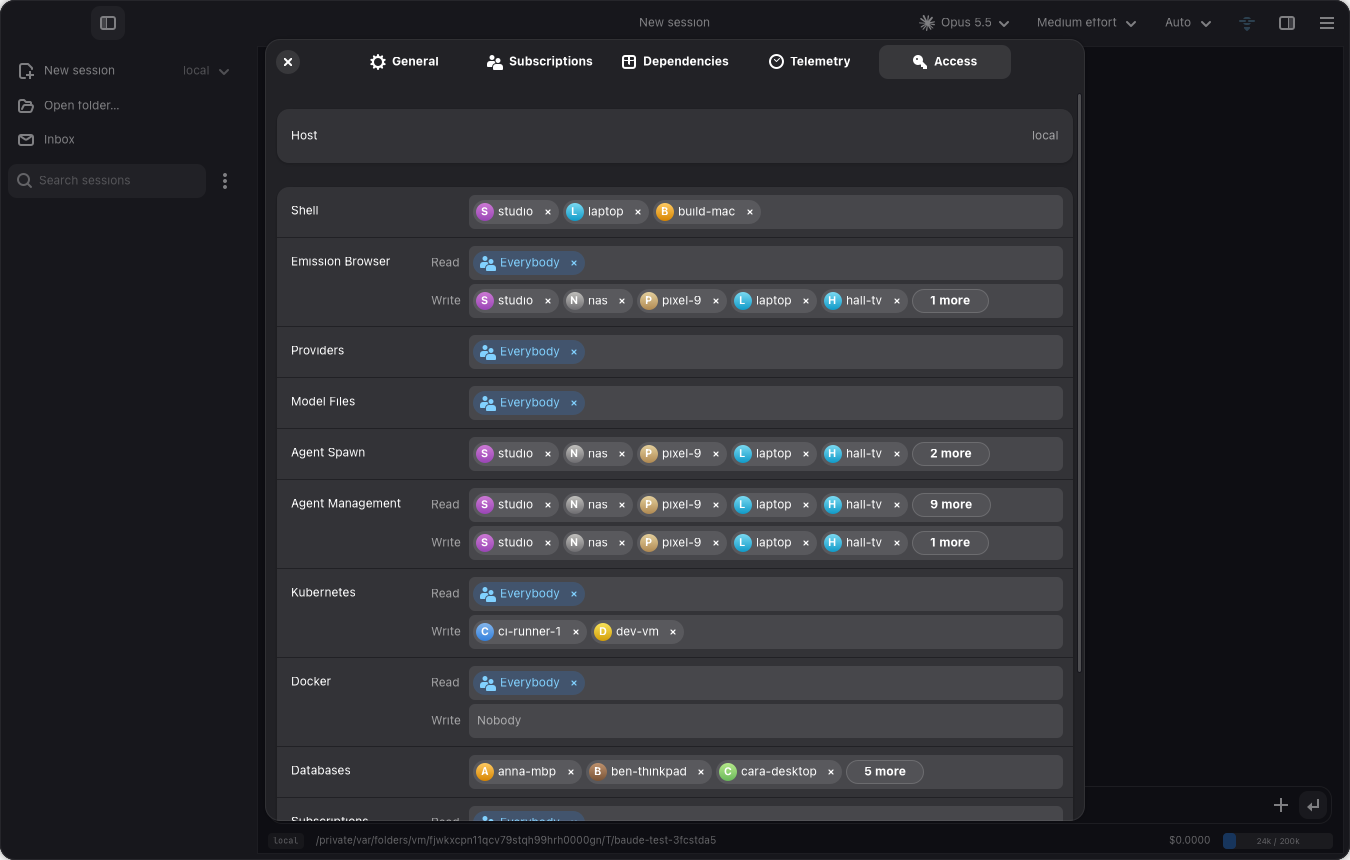 New session
Opus 5.5
Medium effort
Auto
New session
local
Open folder...
Inbox
Search sessions
General
Subscriptions
Dependencies
Telemetry
Access
Host
local
Shell
S studio × L laptop × B build-mac ×
Emission Browser
Read
Everybody ×
Write
S studio × N nas × P pixel-9 × L laptop × H hall-tv × 1 more
Providers
Everybody ×
Model Files
Everybody ×
Agent Spawn
S studio × N nas × P pixel-9 × L laptop × H hall-tv × 2 more
Agent Management
Read
S studio × N nas × P pixel-9 × L laptop × H hall-tv × 9 more
Write
S studio × N nas × P pixel-9 × L laptop × H hall-tv × 1 more
Kubernetes
Read
Everybody ×
Write
C ci-runner-1 × D dev-vm ×
Docker
Read
Everybody ×
Write
Nobody
Databases
A anna-mbp × B ben-thinkpad × C cara-desktop × 5 more
Subscriptions
Read
Everybody ×
local
/private/var/folders/vm/fjwkxcpn11qcv79stqh99hrh0000gn/T/baude-test-3fcstda5
$0.0000
24k / 200k